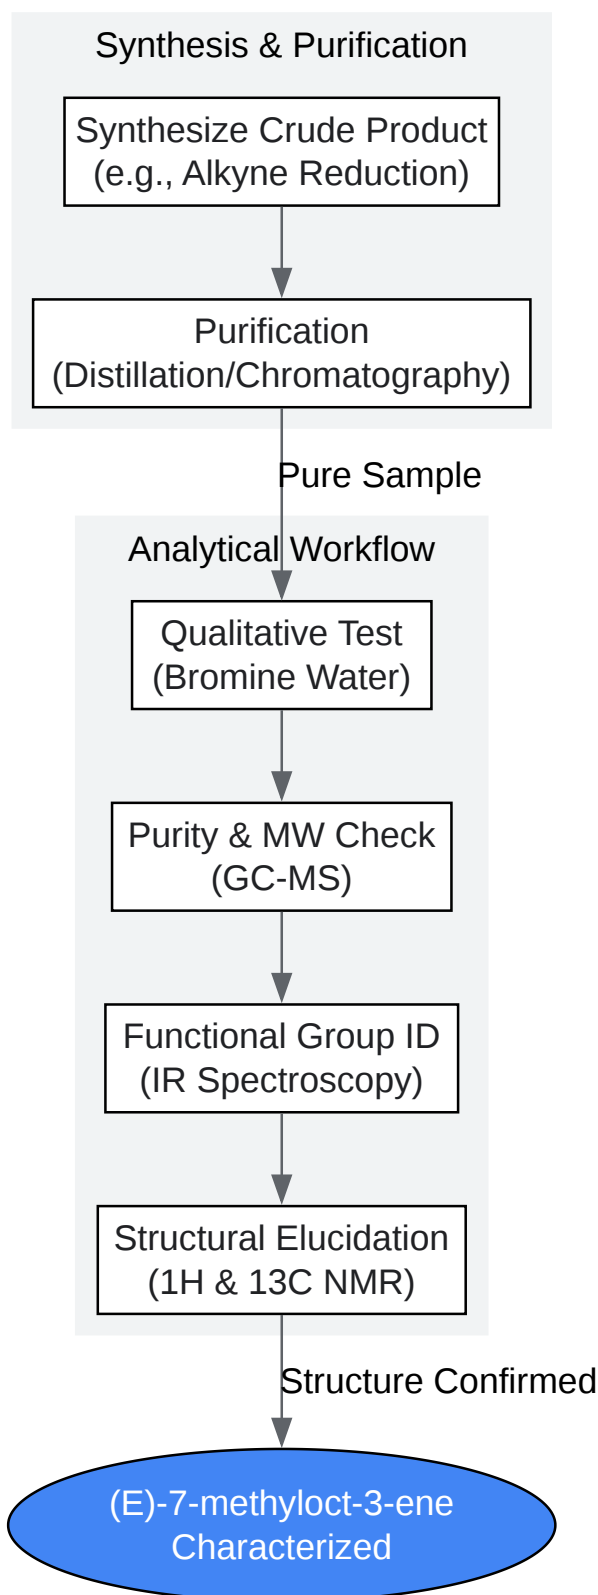 Synthesis & Purification
Synthesize Crude Product
(e.g., Alkyne Reduction)
Purification
(Distillation/Chromatography)
Pure Sample
Analytical Workflow
Qualitative Test
(Bromine Water)
Purity & MW Check
(GC-MS)
Functional Group ID
(IR Spectroscopy)
Structural Elucidation
(1H & 13C NMR)
Structure Confirmed
(E)-7-methyloct-3-ene
Characterized